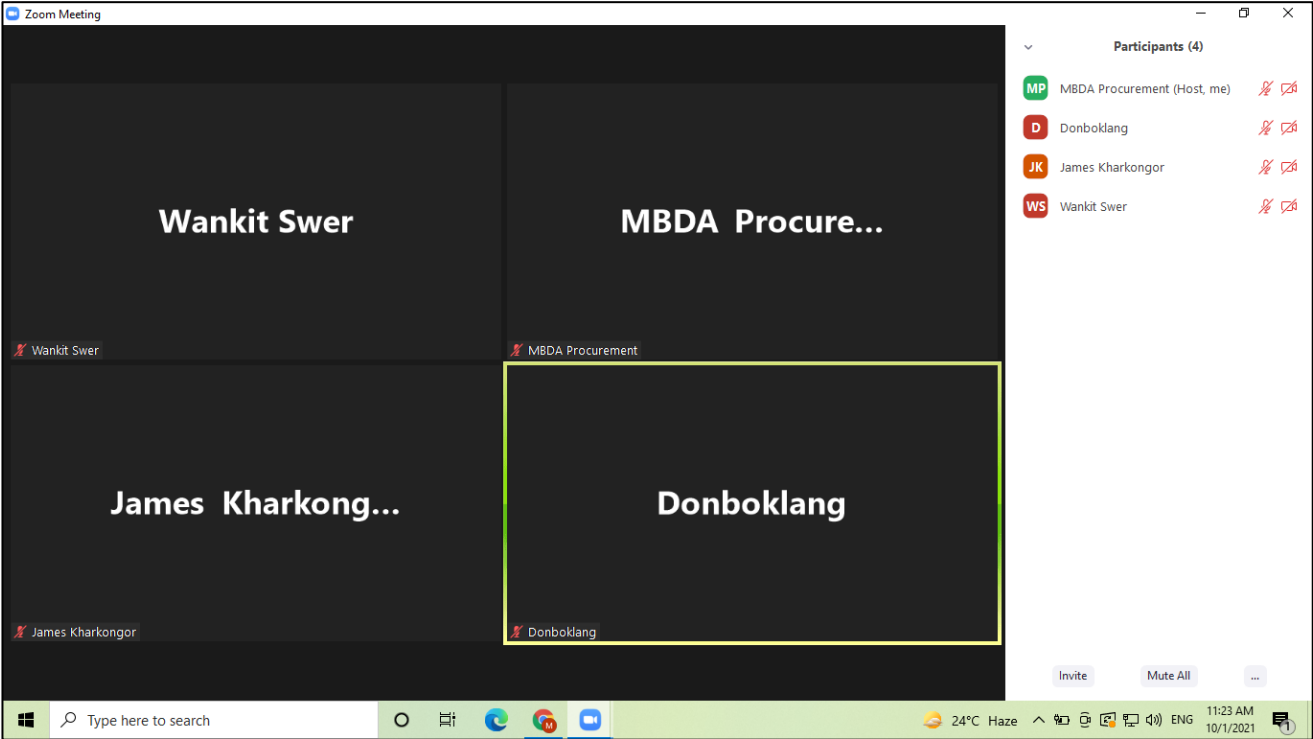 Zoom Meeting
Wankit Swer
MBDA Procure...
Wankit Swer
MBDA Procurement
James Kharkong...
Donboklang
James Kharkongor
Donboklang
Participants (4)
MP MBDA Procurement (Host, me)
D Donboklang
JK James Kharkongor
WS Wankit Swer
Invite
Mute All
...
Type here to search
M
24°C Haze
ENG
11:23 AM
10/1/2021
1